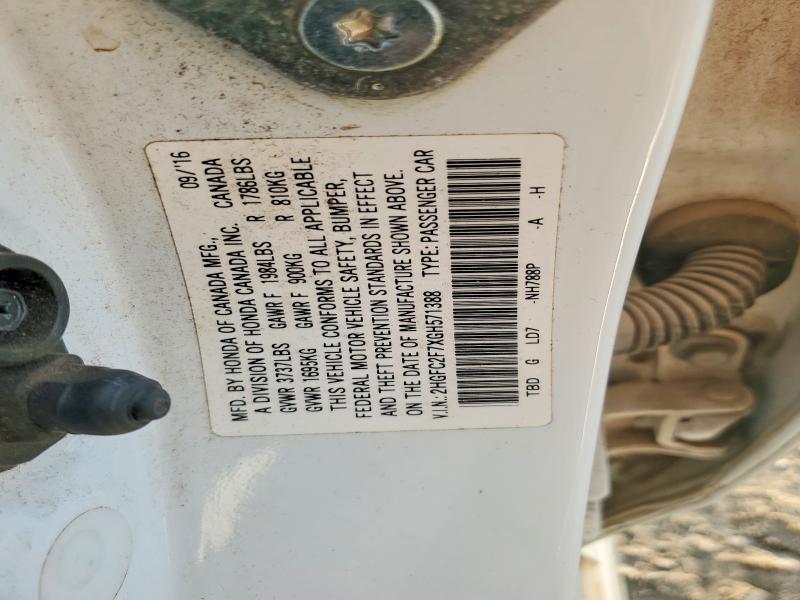 MFD. BY HONDA OF CANADA MFG., CANADA 09/'16
A DIVISION OF HONDA CANADA INC.
GVWR 3737LBS GAWR F 1984LBS R 1786LBS
GVWR 1695KG GAWR F 900KG R 810KG
THIS VEHICLE CONFORMS TO ALL APPLICABLE
FEDERAL MOTOR VEHICLE SAFETY, BUMPER,
AND THEFT PREVENTION STANDARDS IN EFFECT
ON THE DATE OF MANUFACTURE SHOWN ABOVE.
V.I.N.: 2HGFC2F7XGH571388 TYPE: PASSENGER CAR
TBD G LD7 -NH788P -A -H